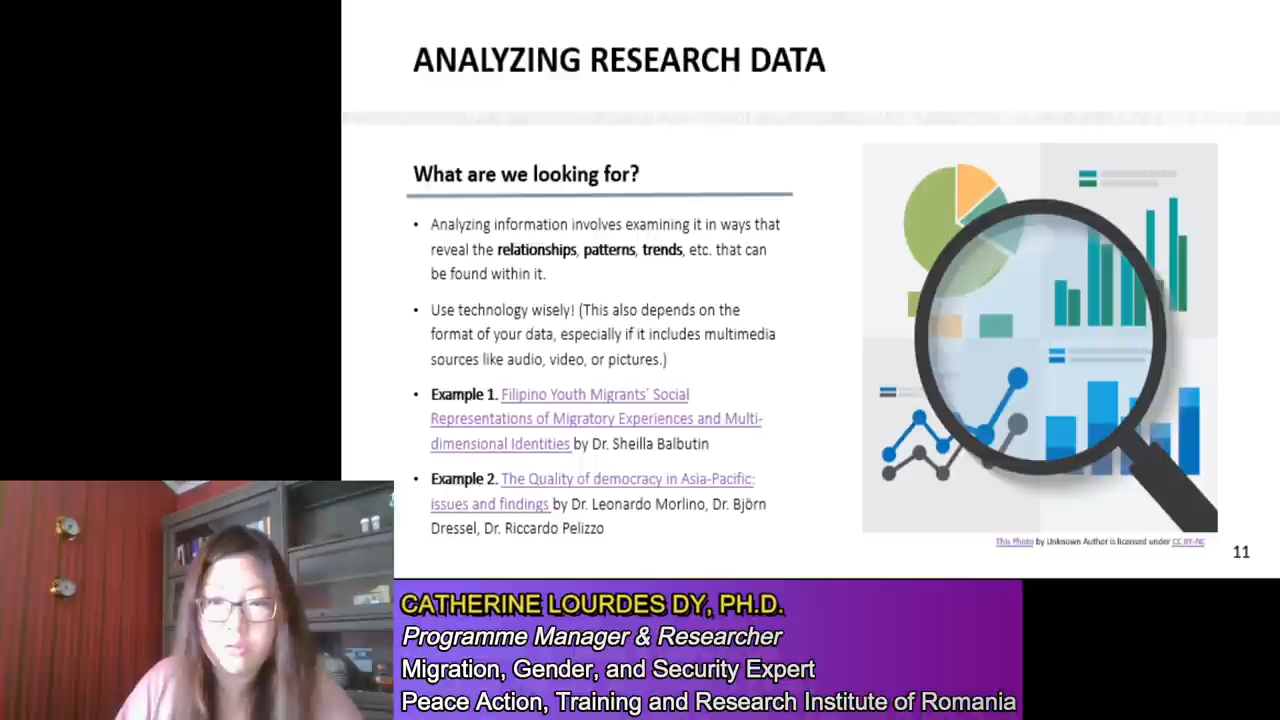 ANALYZING RESEARCH DATA
What are we looking for?
• Analyzing information involves examining it in ways that
reveal the relationships, patterns, trends, etc. that can
be found within it.
• Use technology wisely! (This also depends on the
format of your data, especially if it includes multimedia
sources like audio, video, or pictures.)
• Example 1. Filipino Youth Migrants´ Social
Representations of Migratory Experiences and Multi-
dimensional Identities by Dr. Sheilla Balbutin
• Example 2. The Quality of democracy in Asia-Pacific:
issues and findings by Dr. Leonardo Morlino, Dr. Björn
Dressel, Dr. Riccardo Pelizzo
This Photo by Unknown Author is licensed under CC BY-NC
11
CATHERINE LOURDES DY, PH.D.
Programme Manager & Researcher
Migration, Gender, and Security Expert
Peace Action, Training and Research Institute of Romania